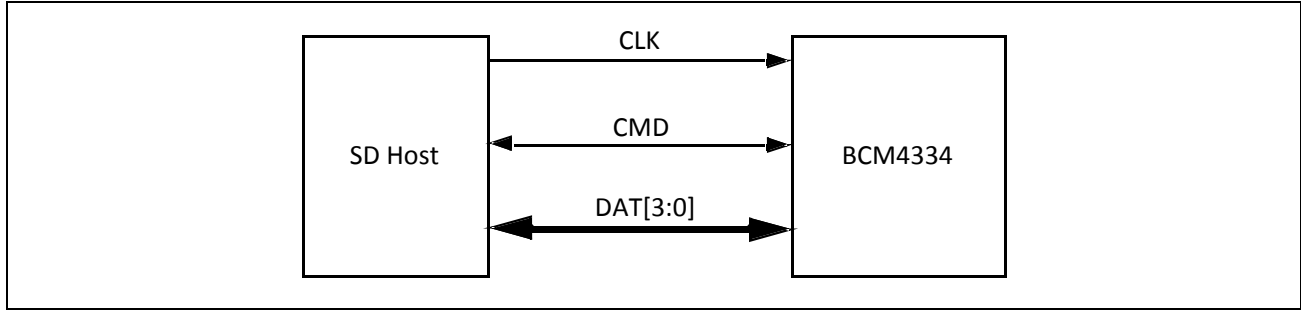 CLK
CMD
SD Host
BCM4334
DAT[3:0]